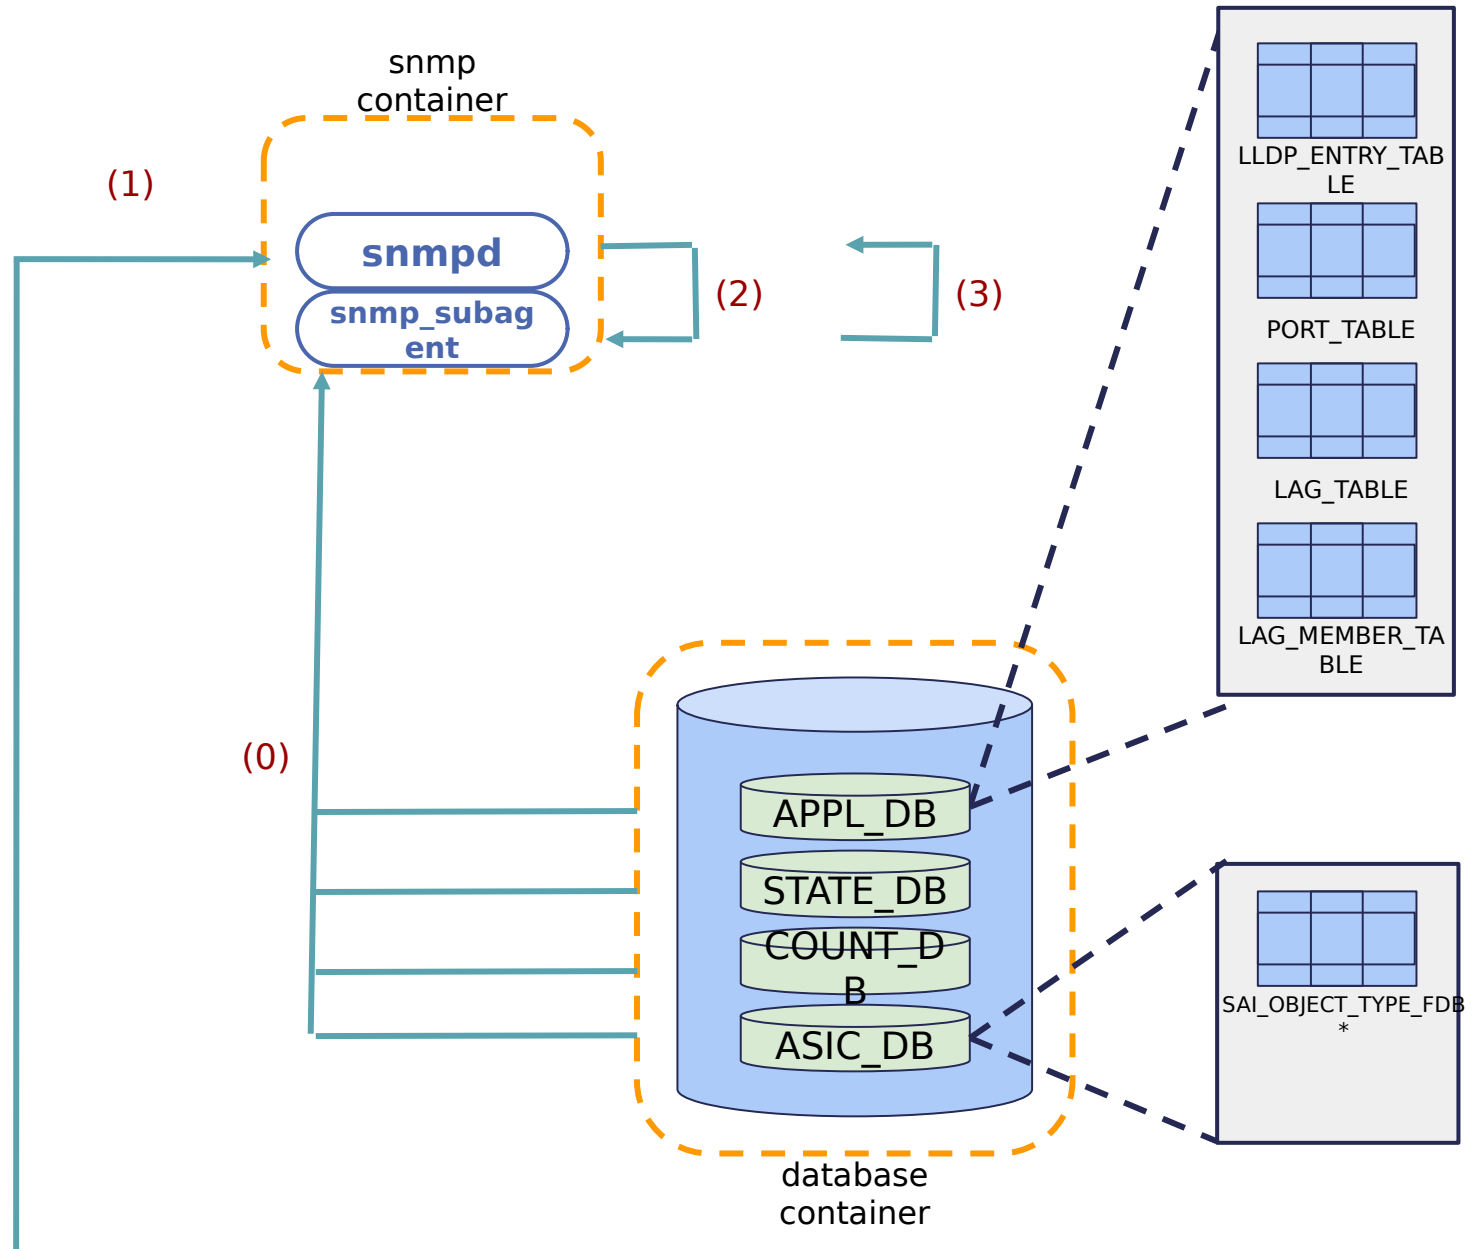 snmp
container
(1)
snmpd
snmp_subag
ent
(2)
(3)
LLDP_ENTRY_TAB
LE
PORT_TABLE
LAG_TABLE
LAG_MEMBER_TA
BLE
(0)
APPL_DB
STATE_DB
COUNT_D
B
ASIC_DB
SAI_OBJECT_TYPE_FDB
*
database
container